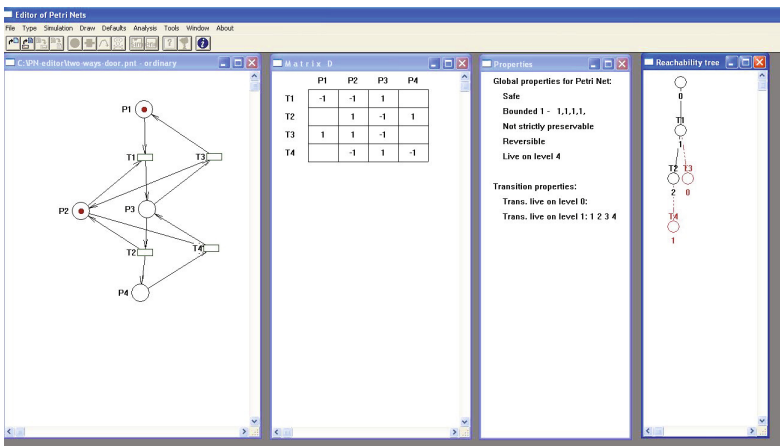 Editor of Petri Nets
File Type Simulation Draw Defaults Analysis Tools Window About
C:\PN-editor\two-ways-door.pnt - ordinary
P1
T1
T3
P2
P3
T2
T4
P4
Matrix D
P1 P2 P3 P4
T1 -1 -1 1
T2 1 -1 1
T3 1 1 -1
T4 -1 1 -1
Properties
Global properties for Petri Net:
Safe
Bounded 1 - 1,1,1,1,
Not strictly preservable
Reversible
Live on level 4
Transition properties:
Trans. live on level 0:
Trans. live on level 1: 1 2 3 4
Reachability tree
0
T1
1
T2 T3
2 0
T4
1